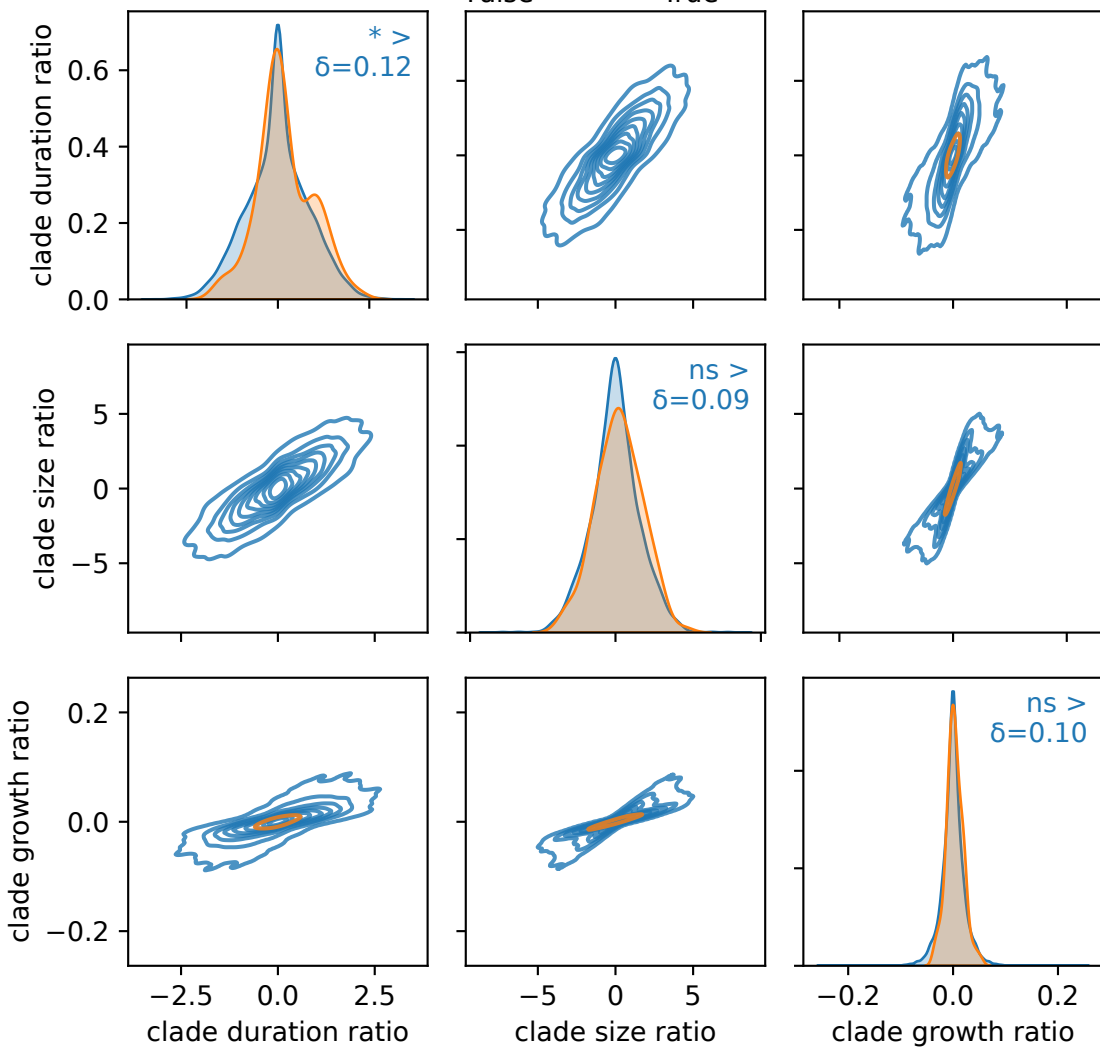 clade duration ratio
0.6
0.4
0.2
0.0
* >
δ=0.12
clade size ratio
5
0
−5
ns >
δ=0.09
clade growth ratio
0.2
0.0
−0.2
ns >
δ=0.10
−2.5 0.0 2.5
−5 0 5
−0.2 0.0 0.2
clade duration ratio
clade size ratio
clade growth ratio